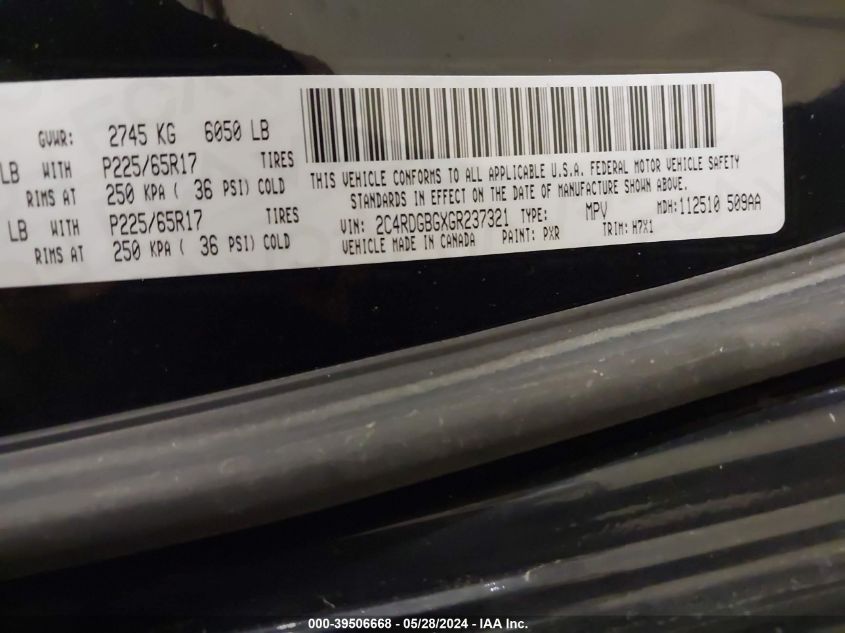 GVWR: 2745 KG 6050 LB
LB WITH P225/65R17 TIRES
RIMS AT 250 KPA ( 36 PSI) COLD
LB WITH P225/65R17 TIRES
RIMS AT 250 KPA ( 36 PSI) COLD
THIS VEHICLE CONFORMS TO ALL APPLICABLE U.S.A. FEDERAL MOTOR VEHICLE SAFETY
STANDARDS IN EFFECT ON THE DATE OF MANUFACTURE SHOWN ABOVE.
VIN: 2C4RDGBGXGR237321 TYPE: MPV MDH:112510 509AA
VEHICLE MADE IN CANADA PAINT: PXR TRIM: H7X1
000-39506668 - 05/28/2024 - IAA Inc.